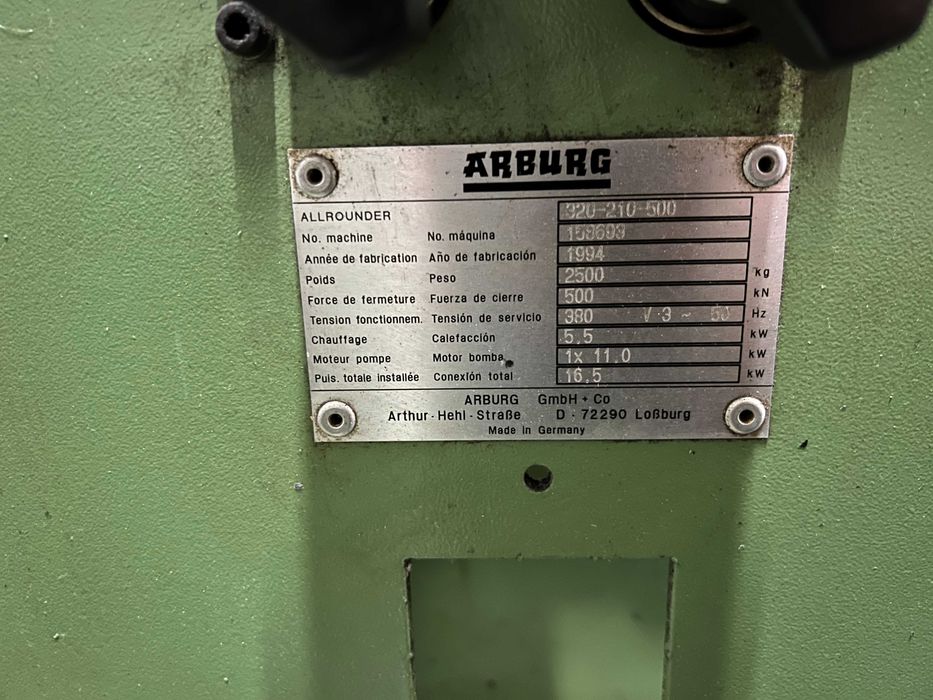 ARBURG
ALLROUNDER 320-210-500
No. machine No. máquina
Année de fabrication Año de fabricación 1994
Poids Peso 2500 kg
Force de fermeture Fuerza de cierre 500 kN
Tension fonctionnem. Tensión de servicio 380 V 3 ~ 50 Hz
Chauffage Calefacción 5,5 kW
Moteur pompe Motor bomba 1x 11,0 kW
Puis. totale installée Conexión total 16,5 kW
ARBURG GmbH + Co
Arthur - Hehl - Straße D - 72290 Loßburg
Made in Germany